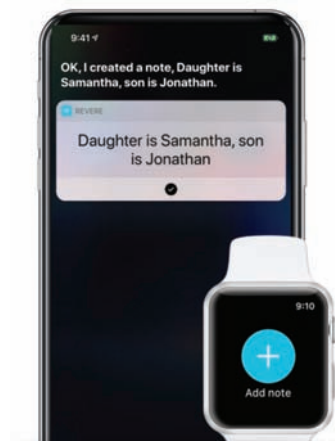 9:41
OK, I created a note, Daughter is
Samantha, son is Jonathan.
REVERE
Daughter is Samantha, son
is Jonathan
9:10
Add note